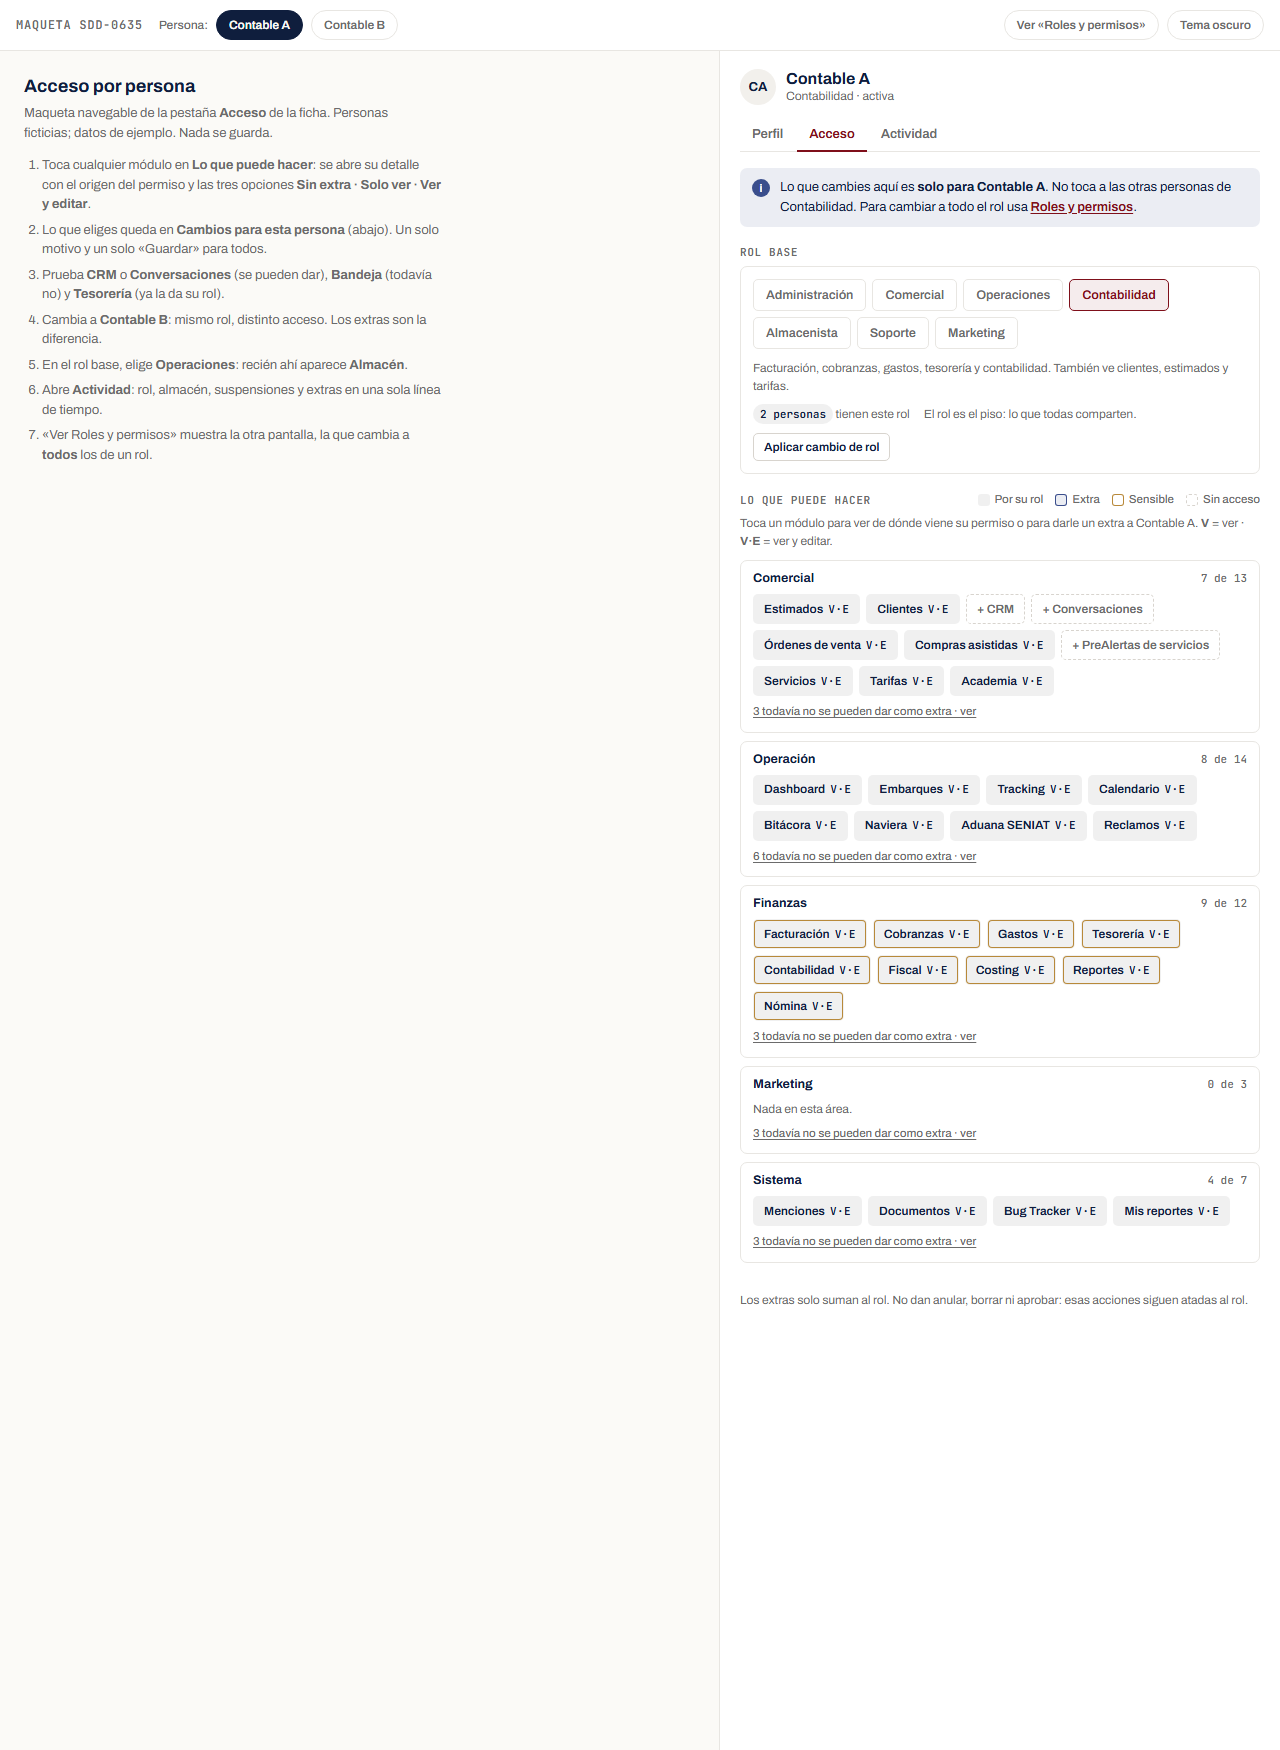 MAQUETA SDD-0635
Persona:
Contable A
Contable B
Ver «Roles y permisos»
Tema oscuro
Acceso por persona
Maqueta navegable de la pestaña Acceso de la ficha. Personas
ficticias; datos de ejemplo. Nada se guarda.
1. Toca cualquier módulo en Lo que puede hacer: se abre su detalle
con el origen del permiso y las tres opciones Sin extra · Solo ver · Ver
y editar.
2. Lo que eliges queda en Cambios para esta persona (abajo). Un solo
motivo y un solo «Guardar» para todos.
3. Prueba CRM o Conversaciones (se pueden dar), Bandeja (todavía
no) y Tesorería (ya la da su rol).
4. Cambia a Contable B: mismo rol, distinto acceso. Los extras son la
diferencia.
5. En el rol base, elige Operaciones: recién ahí aparece Almacén.
6. Abre Actividad: rol, almacén, suspensiones y extras en una sola línea
de tiempo.
7. «Ver Roles y permisos» muestra la otra pantalla, la que cambia a
todos los de un rol.
CA
Contable A
Contabilidad · activa
Perfil
Acceso
Actividad
i
Lo que cambies aquí es solo para Contable A. No toca a las otras personas de
Contabilidad. Para cambiar a todo el rol usa Roles y permisos.
ROL BASE
Administración
Comercial
Operaciones
Contabilidad
Almacenista
Soporte
Marketing
Facturación, cobranzas, gastos, tesorería y contabilidad. También ve clientes, estimados y
tarifas.
2 personas tienen este rol
El rol es el piso: lo que todas comparten.
Aplicar cambio de rol
LO QUE PUEDE HACER
Por su rol
Extra
Sensible
Sin acceso
Toca un módulo para ver de dónde viene su permiso o para darle un extra a Contable A. V = ver ·
V·E = ver y editar.
Comercial
7 de 13
Estimados V·E
Clientes V·E
+ CRM
+ Conversaciones
Órdenes de venta V·E
Compras asistidas V·E
+ PreAlertas de servicios
Servicios V·E
Tarifas V·E
Academia V·E
3 todavía no se pueden dar como extra · ver
Operación
8 de 14
Dashboard V·E
Embarques V·E
Tracking V·E
Calendario V·E
Bitácora V·E
Naviera V·E
Aduana SENIAT V·E
Reclamos V·E
6 todavía no se pueden dar como extra · ver
Finanzas
9 de 12
Facturación V·E
Cobranzas V·E
Gastos V·E
Tesorería V·E
Contabilidad V·E
Fiscal V·E
Costing V·E
Reportes V·E
Nómina V·E
3 todavía no se pueden dar como extra · ver
Marketing
0 de 3
Nada en esta área.
3 todavía no se pueden dar como extra · ver
Sistema
4 de 7
Menciones V·E
Documentos V·E
Bug Tracker V·E
Mis reportes V·E
3 todavía no se pueden dar como extra · ver
Los extras solo suman al rol. No dan anular, borrar ni aprobar: esas acciones siguen atadas al rol.